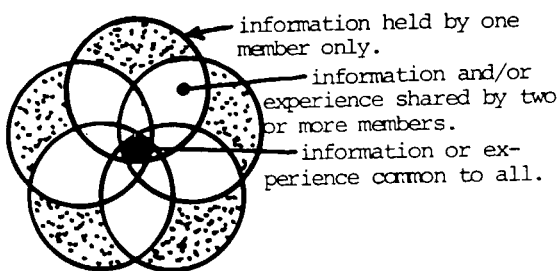 information held by one
member only.
information and/or
experience shared by two
or more members.
information or ex-
perience common to all.